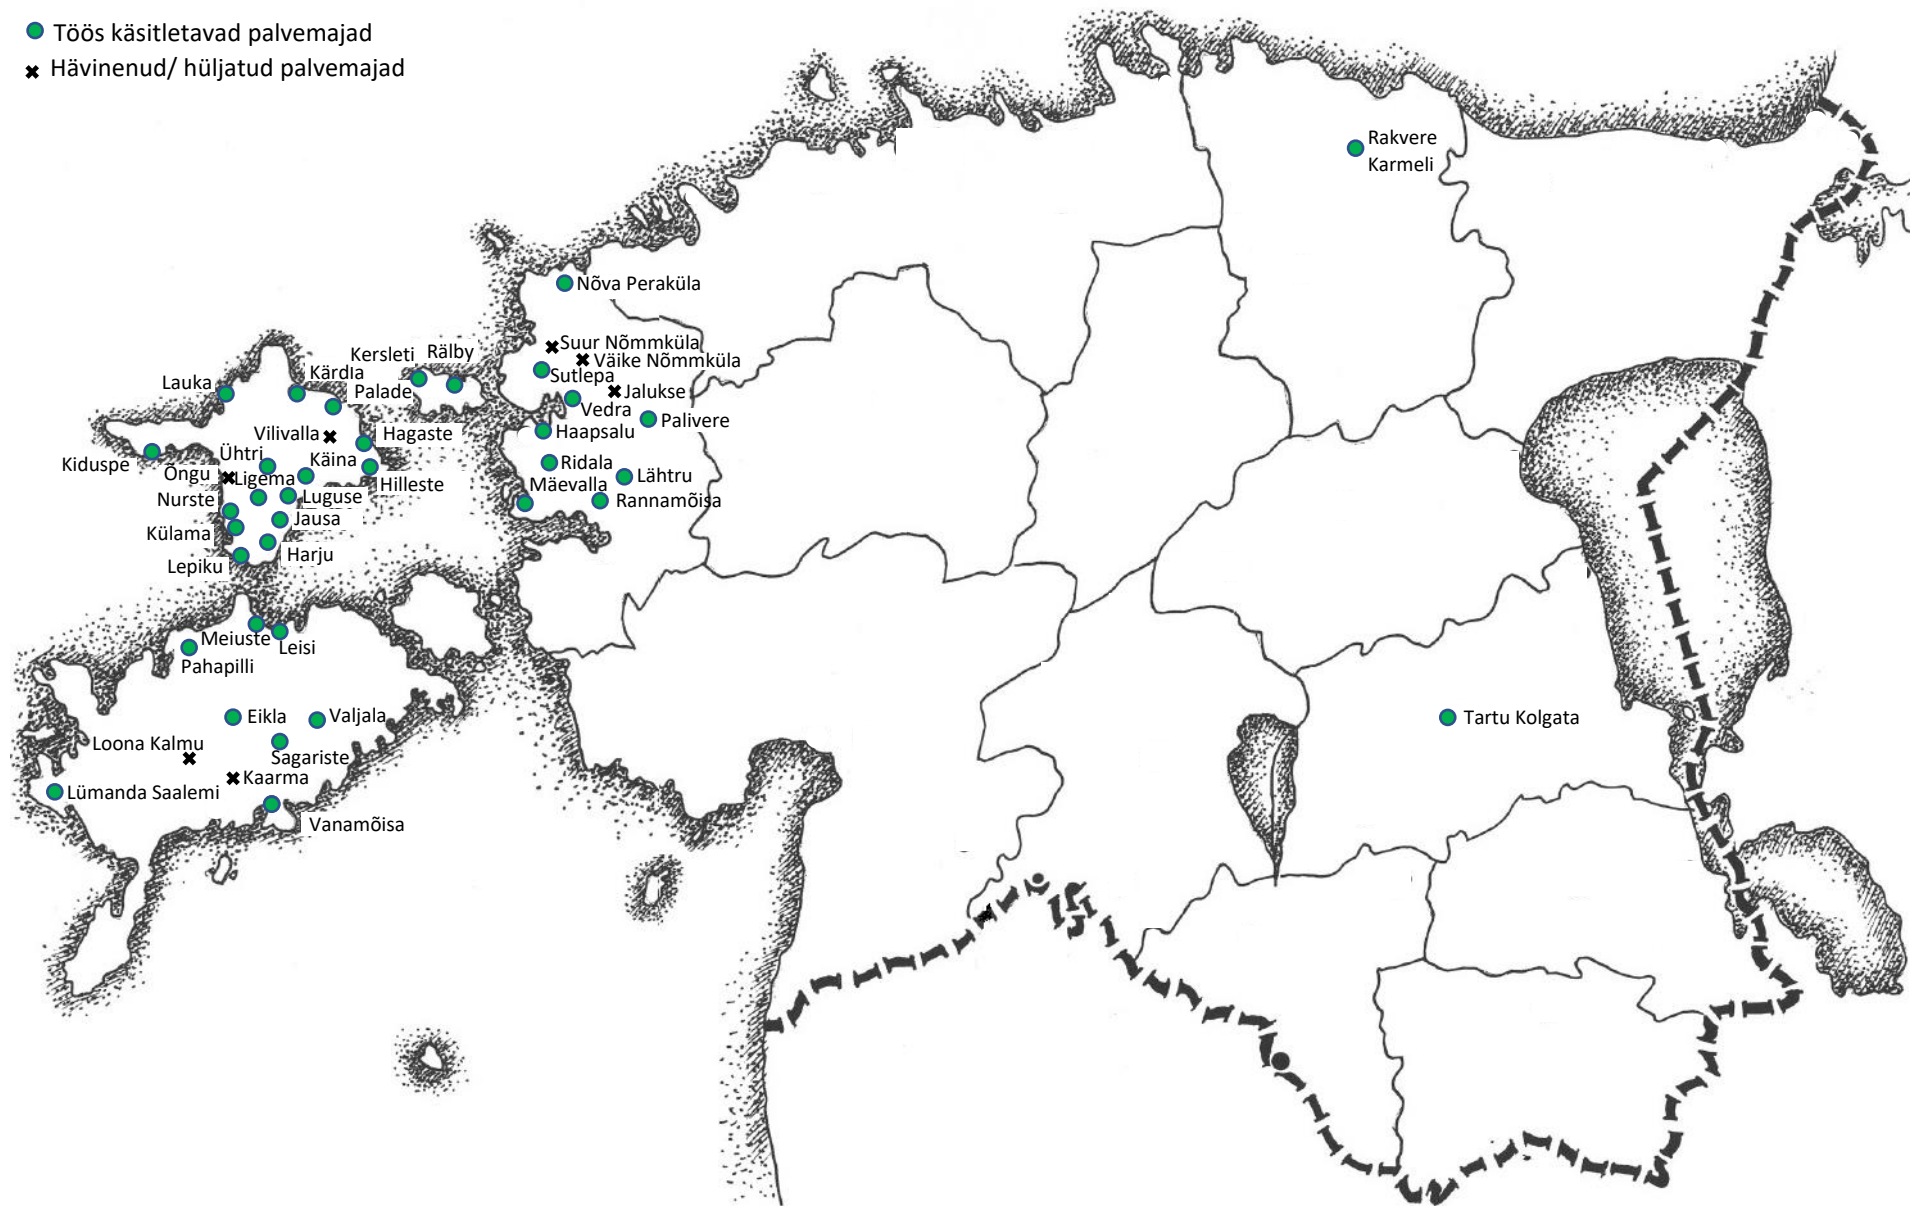 Töös käsitletavad palvemajad
Hävinenud/ hüljatud palvemajad
Rakvere
Karmeli
Nõva Peraküla
Suur Nõmmküla
Väike Nõmmküla
Sutlepa
Jalukse
Vedra
Palivere
Haapsalu
Ridala
Lähtru
Mäevalla
Rannamõisa
Kersleti
Rälby
Kärdla
Lauka
Palade
Vilivalla
Hagaste
Kiduspe
Ühtri
Käina
Õngu
Ligema
Hilleste
Nurste
Luguse
Külama
Jausa
Lepiku
Harju
Meiuste
Leisi
Pahapilli
Eikla
Valjala
Loona Kalmu
Sagariste
Kaarma
Lümanda Saalemi
Vanamõisa
Tartu Kolgata